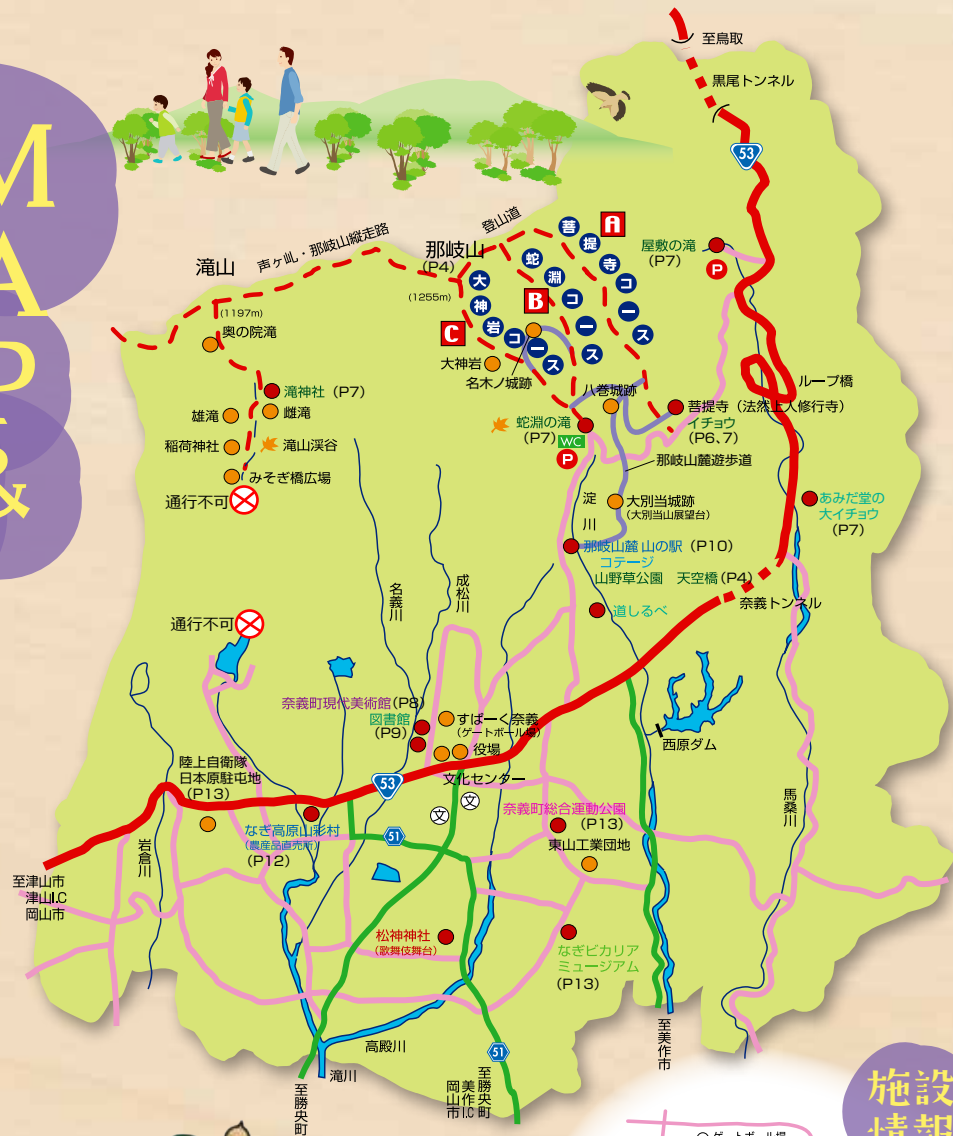 M
A
P
&
至鳥取
黒尾トンネル
53
屋敷の滝
(P7)
P
登山道
声ヶ乢・那岐山縦走路
那岐山
(P4)
(1255m)
滝山
(1197m)
A
菩提寺コース
B
蛇淵コース
C
大神岩コース
奥の院滝
大神岩
名木ノ城跡
八巻城跡
ループ橋
滝神社 (P7)
雄滝
雌滝
稲荷神社
滝山渓谷
みそぎ橋広場
通行不可
蛇淵の滝
(P7)
WC
P
菩提寺(法然上人修行寺)
イチョウ
(P6、7)
那岐山麓遊歩道
淀川
大別当城跡
(大別当山展望台)
あみだ堂の
大イチョウ
(P7)
那岐山麓 山の駅 (P10)
コテージ
山野草公園 天空橋(P4)
奈義トンネル
道しるべ
名義川
成松川
通行不可
奈義町現代美術館(P8)
図書館
(P9)
すぱーく奈義
(ゲートボール場)
役場
文化センター
西原ダム
陸上自衛隊
日本原駐屯地
(P13)
53
文
文
馬桑川
なぎ高原山彩村
(農産品直売所)
(P12)
51
奈義町総合運動公園
(P13)
東山工業団地
岩倉川
至津山市
津山I.C
岡山市
松神神社
(歌舞伎舞台)
なぎビカリア
ミュージアム
(P13)
至美作市
高殿川
51
滝川
至勝央町
至勝央町
美作I.C
岡山市
施設
情報
ゲートボール場